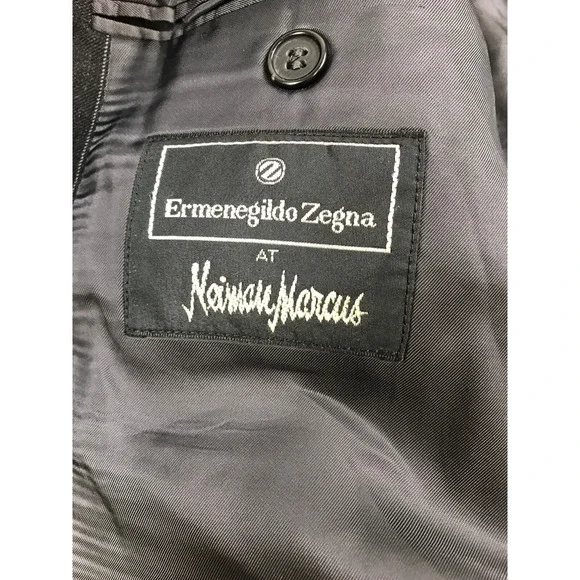 Ermenegildo Zegna
AT
Neiman Marcus